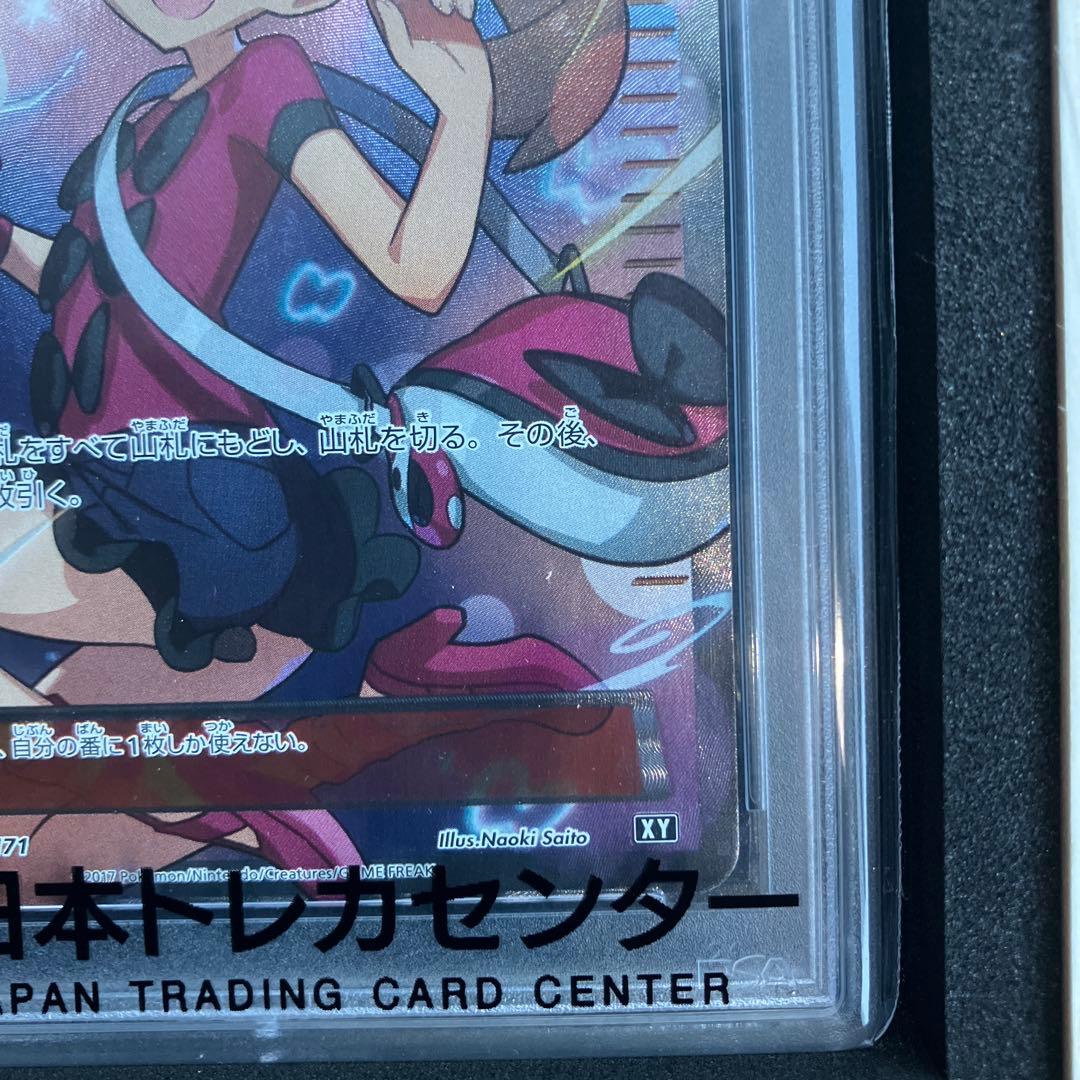 札をすべて山札にもどし、山札を切る。その後、
枚引く。
、自分の番に1枚しか使えない。
171
Illus.Naoki Saito
XY
2017 Pokémon/Nintendo/Creatures/GAME FREAK
日本トレカセンター
JAPAN TRADING CARD CENTER
PSA